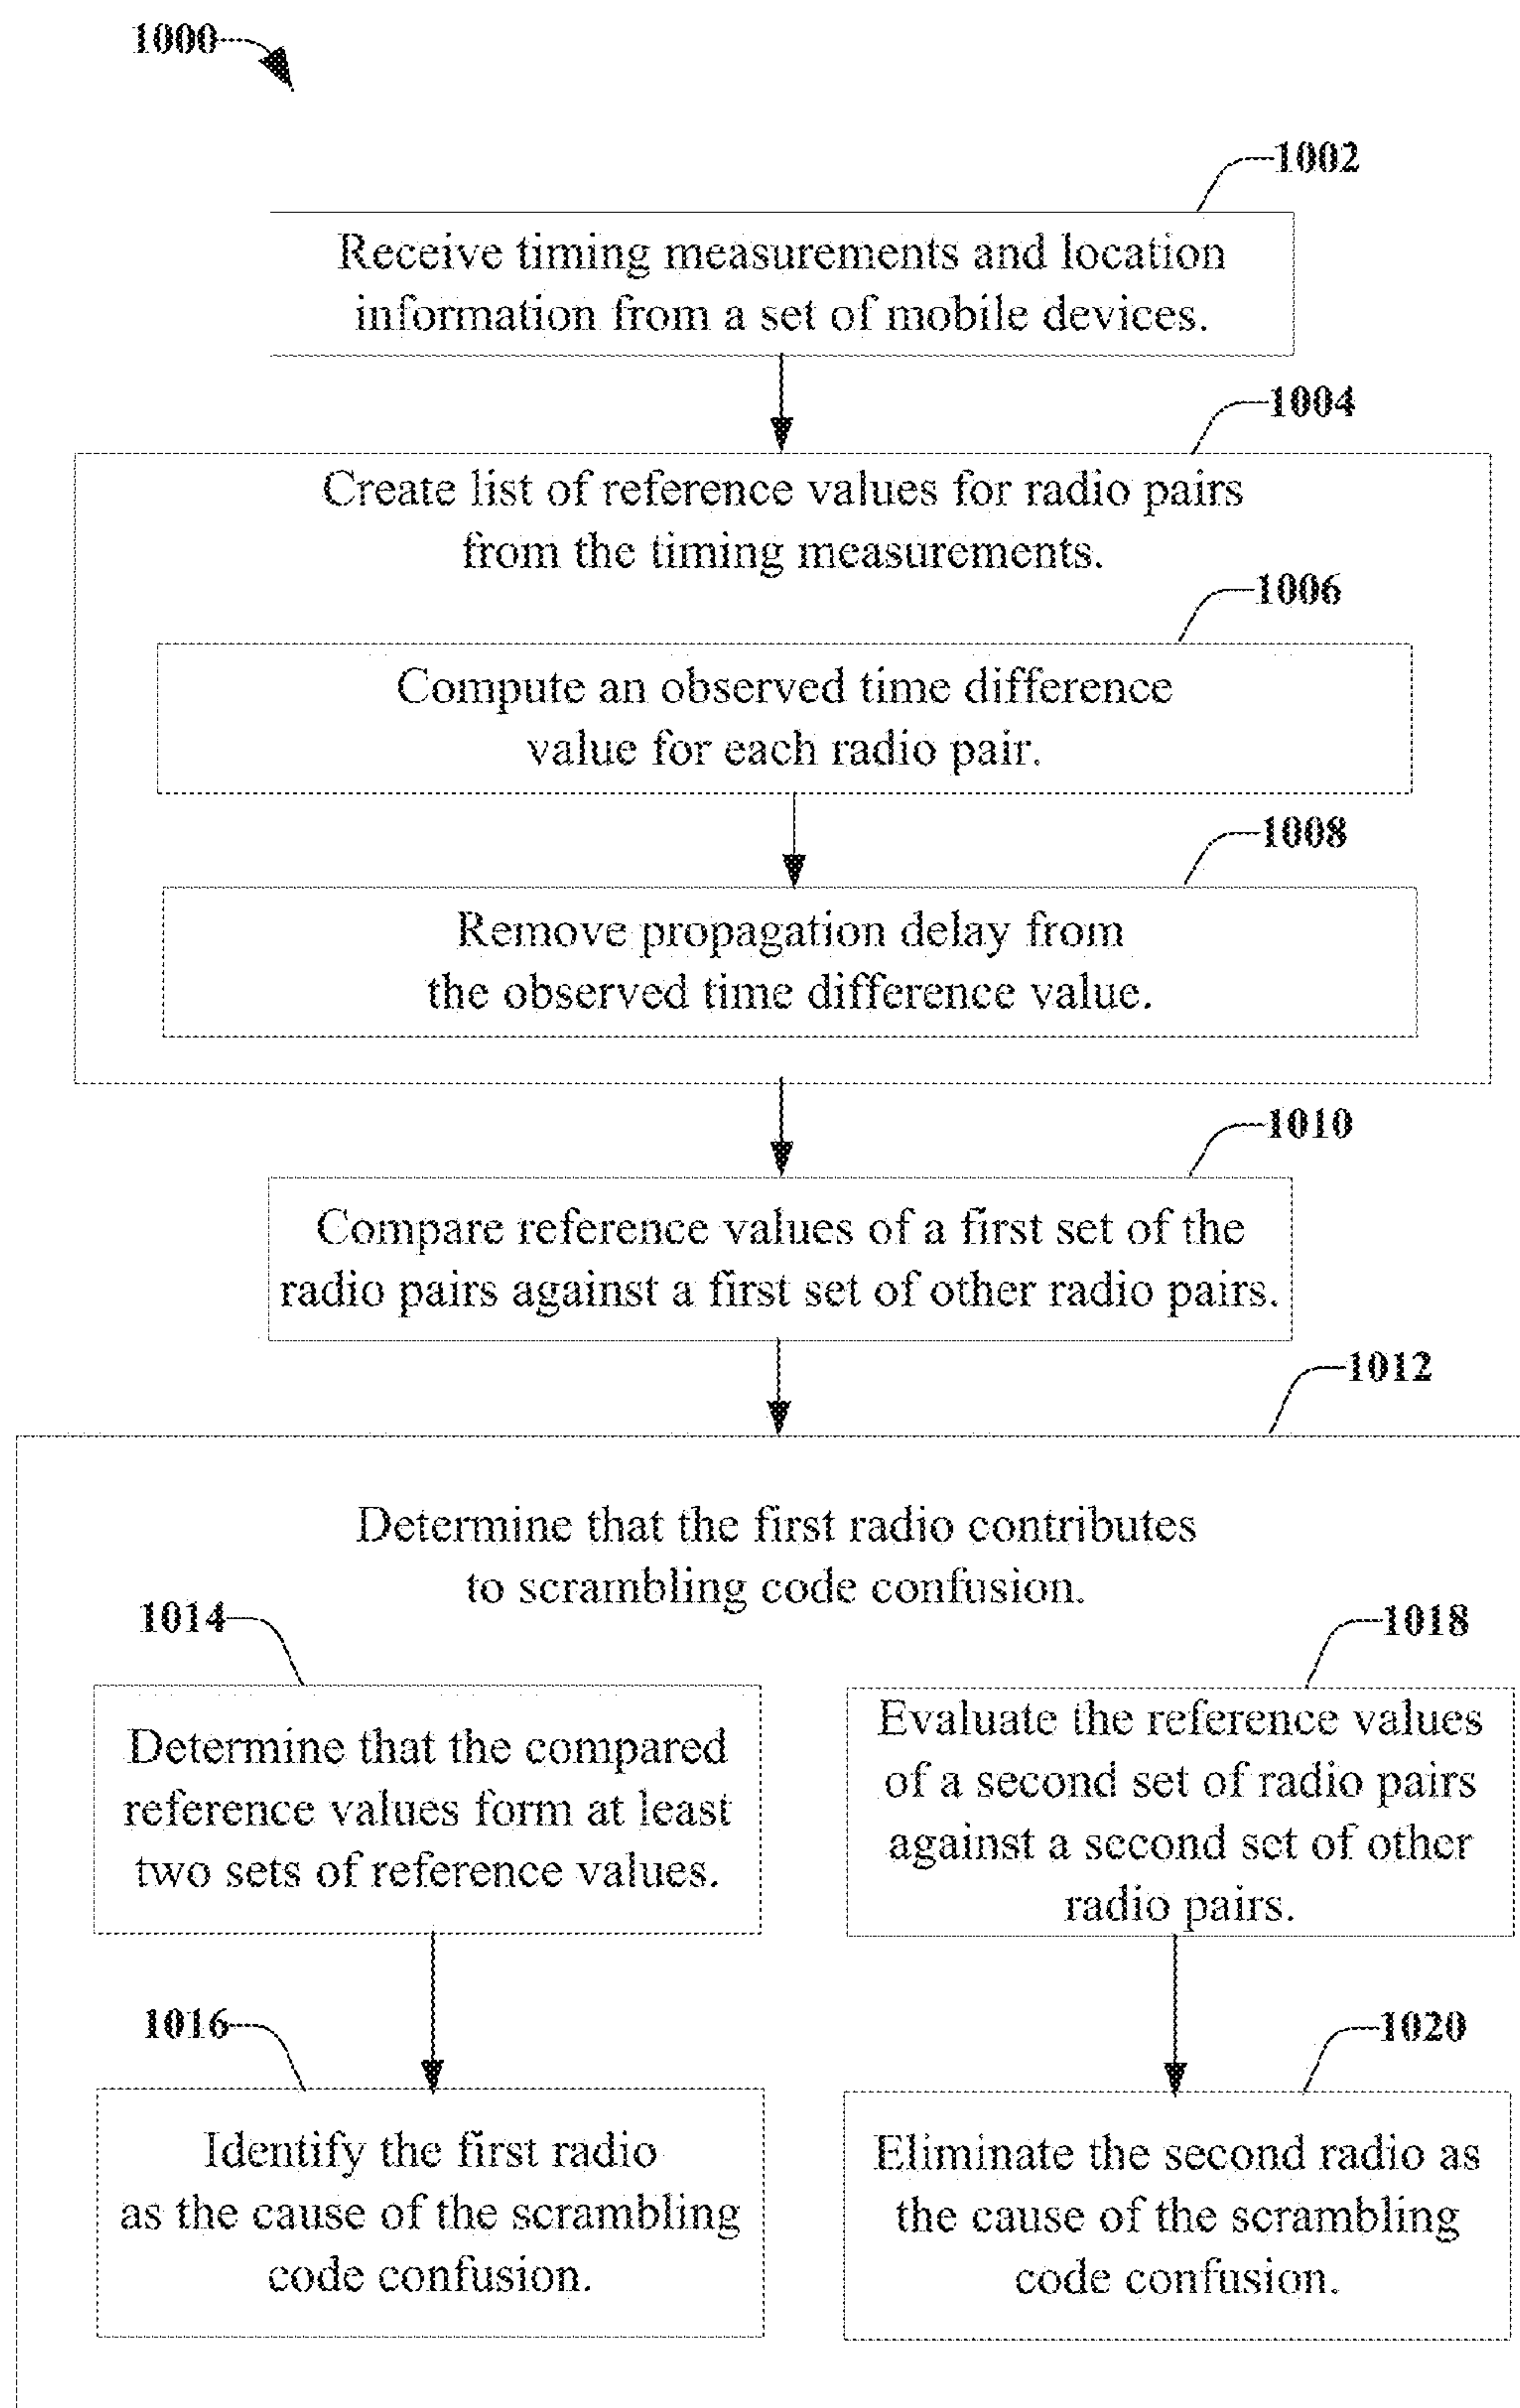 1000
1002
Receive timing measurements and location
information from a set of mobile devices.
1004
Create list of reference values for radio pairs
from the timing measurements.
1006
Compute an observed time difference
value for each radio pair.
1008
Remove propagation delay from
the observed time difference value.
1010
Compare reference values of a first set of the
radio pairs against a first set of other radio pairs.
1012
Determine that the first radio contributes
to scrambling code confusion.
1014
Determine that the compared
reference values form at least
two sets of reference values.
1016
Identify the first radio
as the cause of the scrambling
code confusion.
1018
Evaluate the reference values
of a second set of radio pairs
against a second set of other
radio pairs.
1020
Eliminate the second radio as
the cause of the scrambling
code confusion.